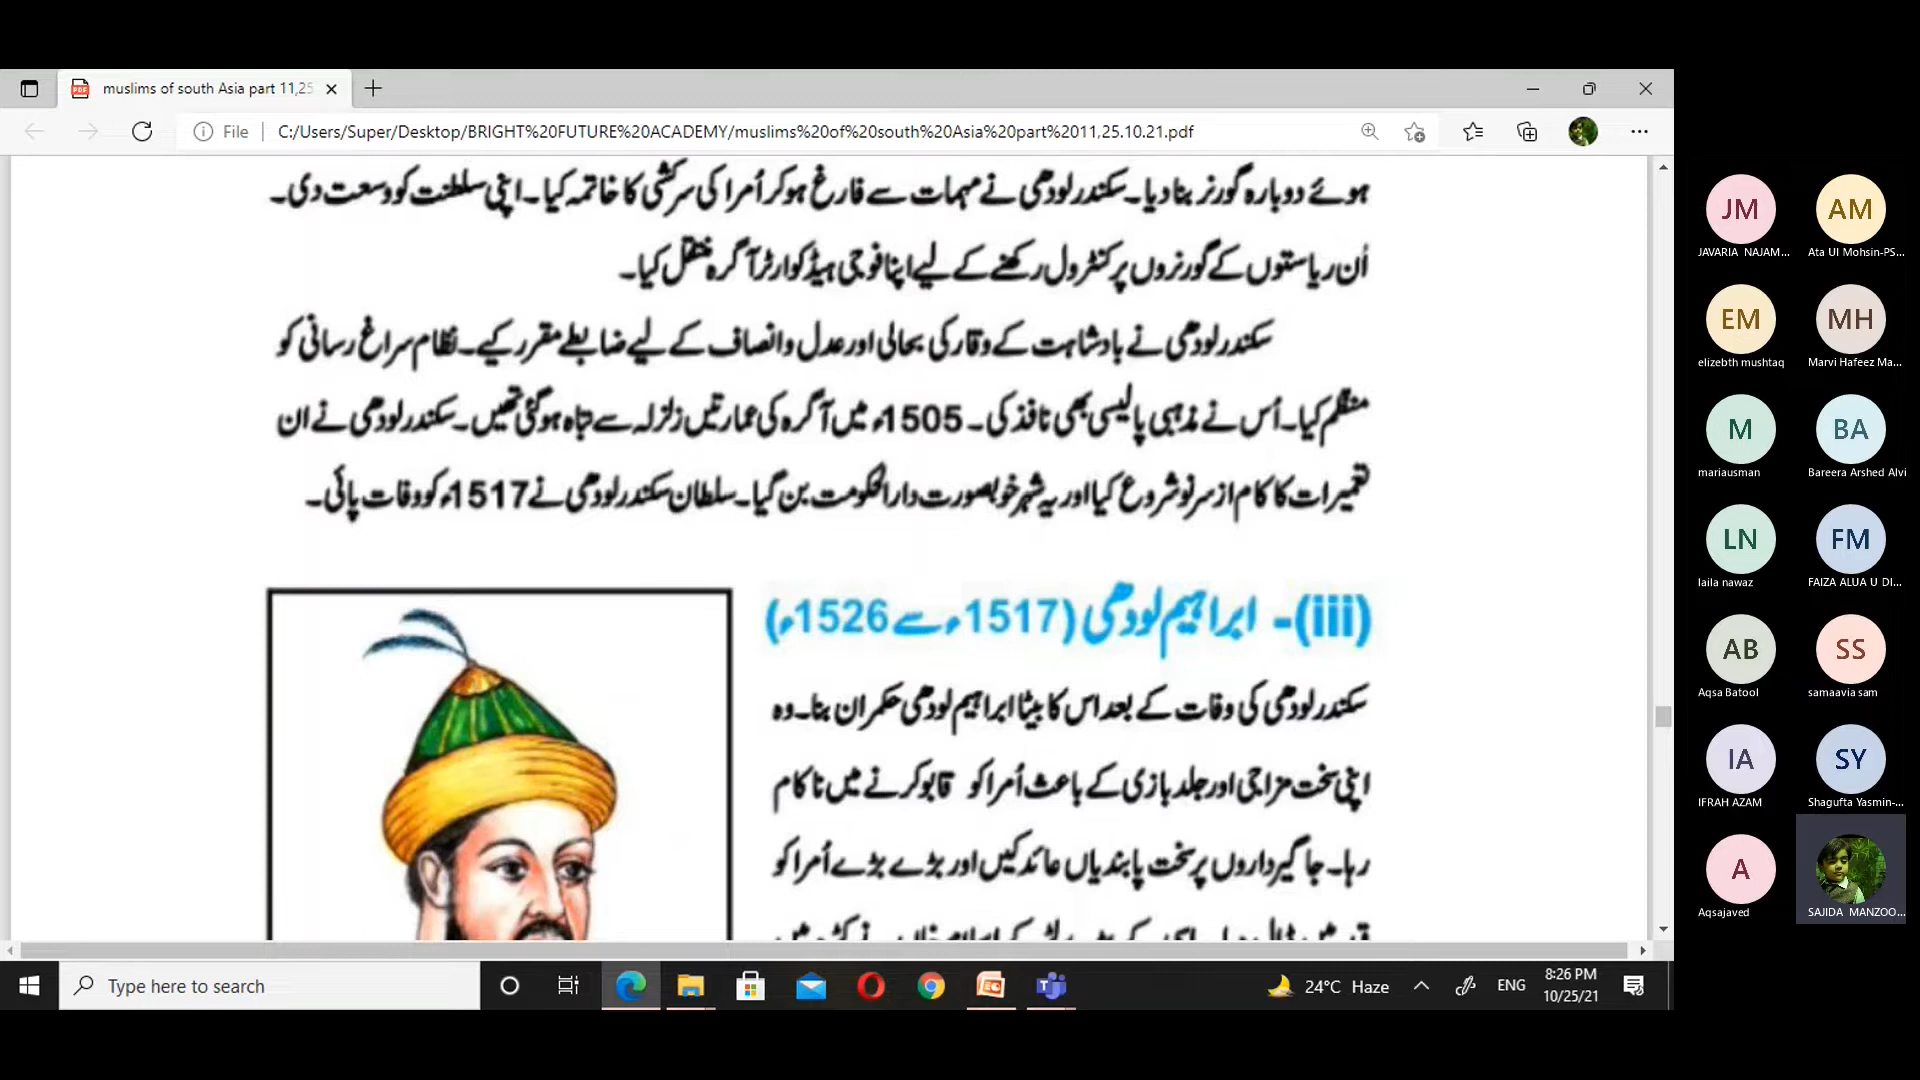 muslims of south Asia part 11,25
File
C:/Users/Super/Desktop/BRIGHT%20FUTURE%20ACADEMY/muslims%20of%20south%20Asia%20part%2011,25.10.21.pdf
ہوئے دوبارہ گورنر بنا دیا۔ سکندر لودھی نے مہمات سے فارغ ہو کر اُمرا کی سرکشی کا خاتمہ کیا۔ اپنی سلطنت کو وسعت دی۔
اُن ریاستوں کے گورنروں پر کنٹرول رکھنے کے لیے اپنا فوجی ہیڈ کوارٹر آگرہ منتقل کیا۔
سکندر لودھی نے بادشاہت کے وقار کی بحالی اور عدل و انصاف کے لیے ضابطے مقرر کیے۔ نظام سراغ رسانی کو
منظم کیا۔ اُس نے مذہبی پالیسی بھی نافذ کی۔ 1505ء میں آگرہ کی عمارتیں زلزلہ سے تباہ ہو گئی تھیں۔ سکندر لودھی نے ان
تعمیرات کا کام از سر نو شروع کیا اور یہ شہر خوبصورت دارالحکومت بن گیا۔ سلطان سکندر لودھی نے 1517ء کو وفات پائی۔
(iii)- ابراہیم لودھی (1517ء سے 1526ء)
سکندر لودھی کی وفات کے بعد اس کا بیٹا ابراہیم لودھی حکمران بنا۔ وہ
اپنی سخت مزاجی اور جلد بازی کے باعث اُمرا کو قابو کرنے میں ناکام
رہا۔ جاگیرداروں پر سخت پابندیاں عائد کیں اور بڑے بڑے اُمرا کو
JM
JAVARIA NAJAM...
AM
Ata Ul Mohsin-PS...
EM
elizebth mushtaq
MH
Marvi Hafeez Ma...
M
mariausman
BA
Bareera Arshed Alvi
LN
laila nawaz
FM
FAIZA ALUA U DI...
AB
Aqsa Batool
SS
samaavia sam
IA
IFRAH AZAM
SY
Shagufta Yasmin-...
A
Aqsajaved
SAJIDA MANZOO...
Type here to search
24°C Haze
ENG
8:26 PM
10/25/21